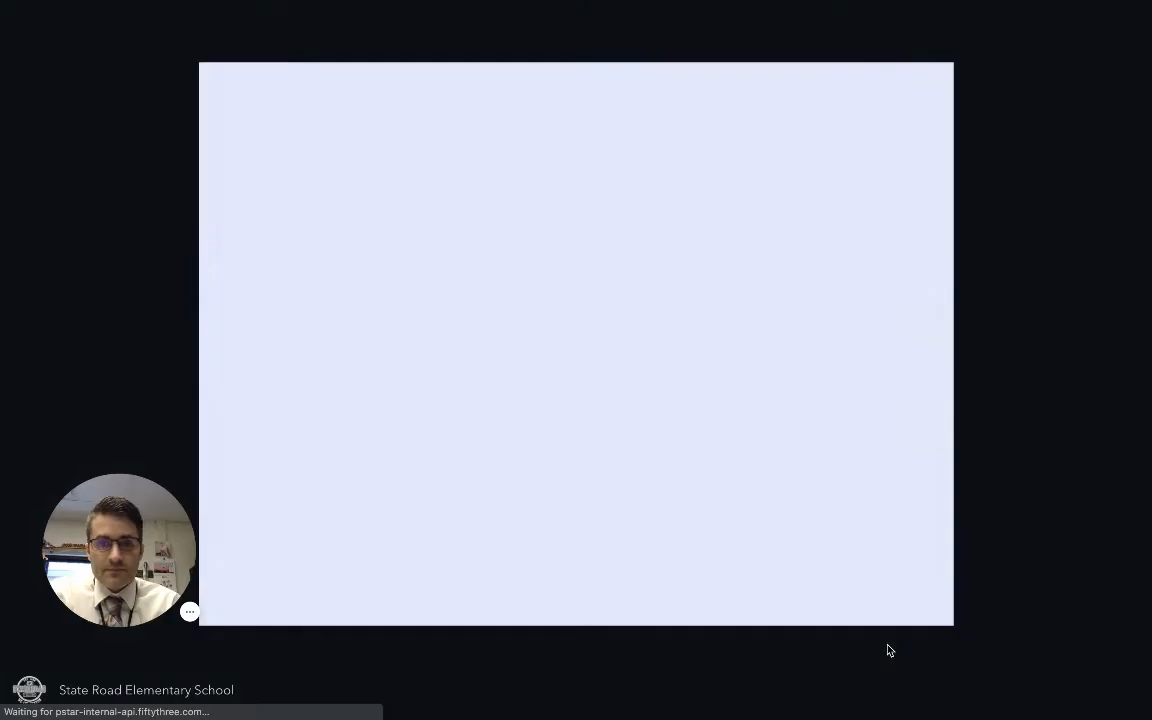 State Road Elementary School
Waiting for pstar-internal-api.fiftythree.com...